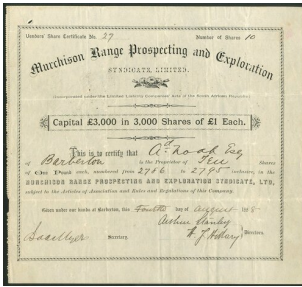 Vendors' Share Certificate No. 27 Number of Shares 10
Murchison Range Prospecting and Exploration
SYNDICATE, LIMITED.
Capital £3,000 in 3,000 Shares of £1 Each.
This is to certify that Esq
of Barberton is the Proprietor of Ten Shares
of One Pound each, numbered from 2786 to 2795 inclusive, in the
MURCHISON RANGE PROSPECTING AND EXPLORATION SYNDICATE, LTD,
subject to the Articles of Association and Rules and Regulations of this Company.
Given under our hands at Barberton, this Fourth day of August 188
Arthur Stanley
Secretary. Directors.